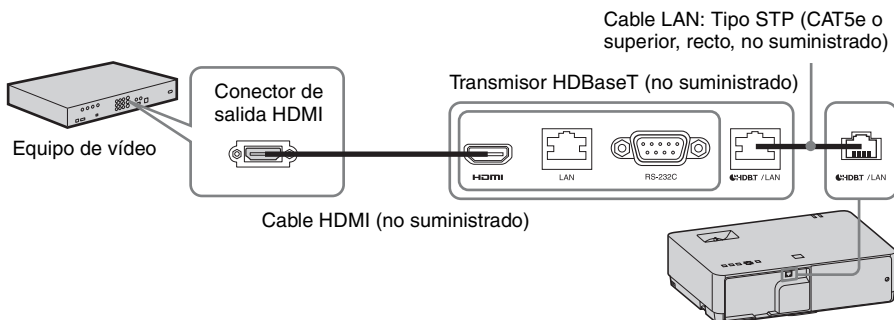 Cable LAN: Tipo STP (CAT5e o
superior, recto, no suministrado)
Transmisor HDBaseT (no suministrado)
Conector de
salida HDMI
Equipo de vídeo
HDMI
LAN
RS-232C
HDBT / LAN
HDBT / LAN
Cable HDMI (no suministrado)